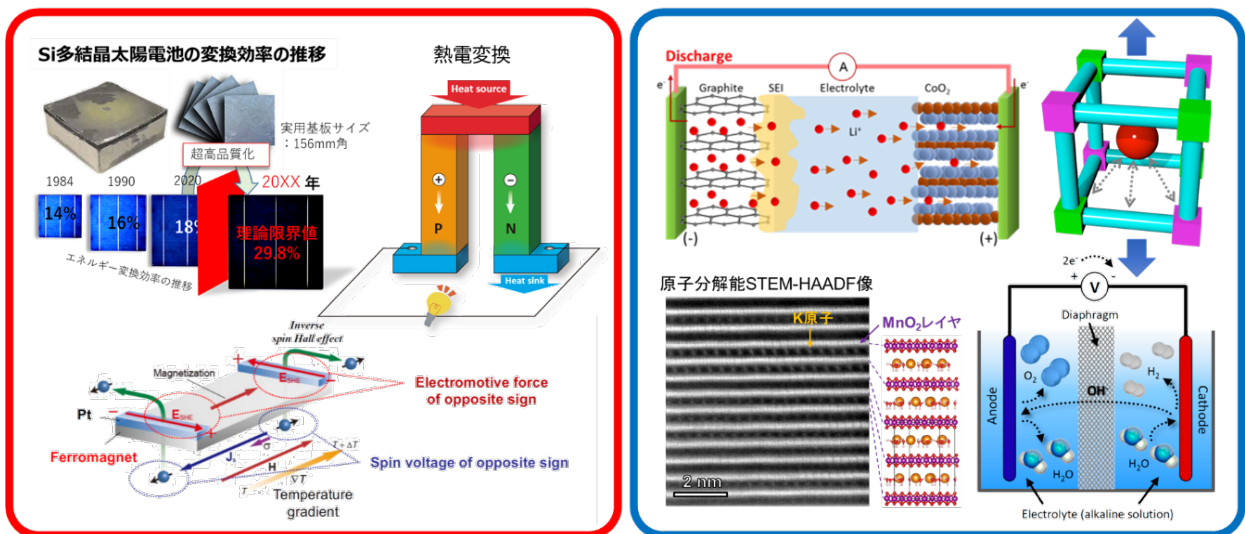 Si多結晶太陽電池の変換効率の推移
実用基板サイズ
：156mm角
超高品質化
1984
1990
2020
20XX 年
14%
16%
18%
理論限界値
29.8%
エネルギー変換効率の推移
熱電変換
Heat source
+
−
P
N
Heat sink
Inverse
spin Hall effect
Magnetization
+
−
E_ISHE
Pt
−
E_ISHE
+
Electromotive force
of opposite sign
Ferromagnet
J_s
σ
H
∇T
T + ΔT
T
Spin voltage of opposite sign
Temperature
gradient
Discharge
A
e⁻
Graphite
SEI
Electrolyte
CoO₂
e⁻
Li⁺
(-)
(+)
原子分解能STEM-HAADF像
K原子
MnO₂レイヤ
2 nm
2e⁻
+
-
V
Diaphragm
O₂
H₂
OH⁻
Anode
Cathode
H₂O
H₂O
Electrolyte (alkaline solution)